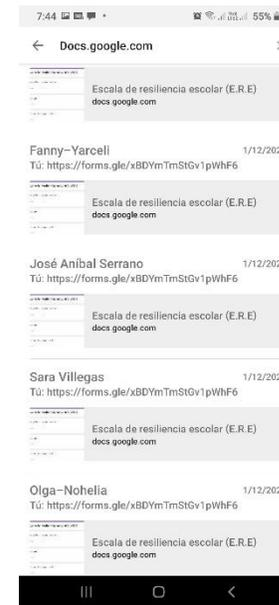 7:44
55%
Docs.google.com
Escala de resiliencia escolar (E.R.E)
docs.google.com
Fanny-Yarceli 1/12/202
Tú: https://forms.gle/xBDYmTmStGv1pWhF6
Escala de resiliencia escolar (E.R.E)
docs.google.com
José Aníbal Serrano 1/12/202
Tú: https://forms.gle/xBDYmTmStGv1pWhF6
Escala de resiliencia escolar (E.R.E)
docs.google.com
Sara Villegas 1/12/202
Tú: https://forms.gle/xBDYmTmStGv1pWhF6
Escala de resiliencia escolar (E.R.E)
docs.google.com
Olga-Nohelia 1/12/202
Tú: https://forms.gle/xBDYmTmStGv1pWhF6
Escala de resiliencia escolar (E.R.E)
docs.google.com